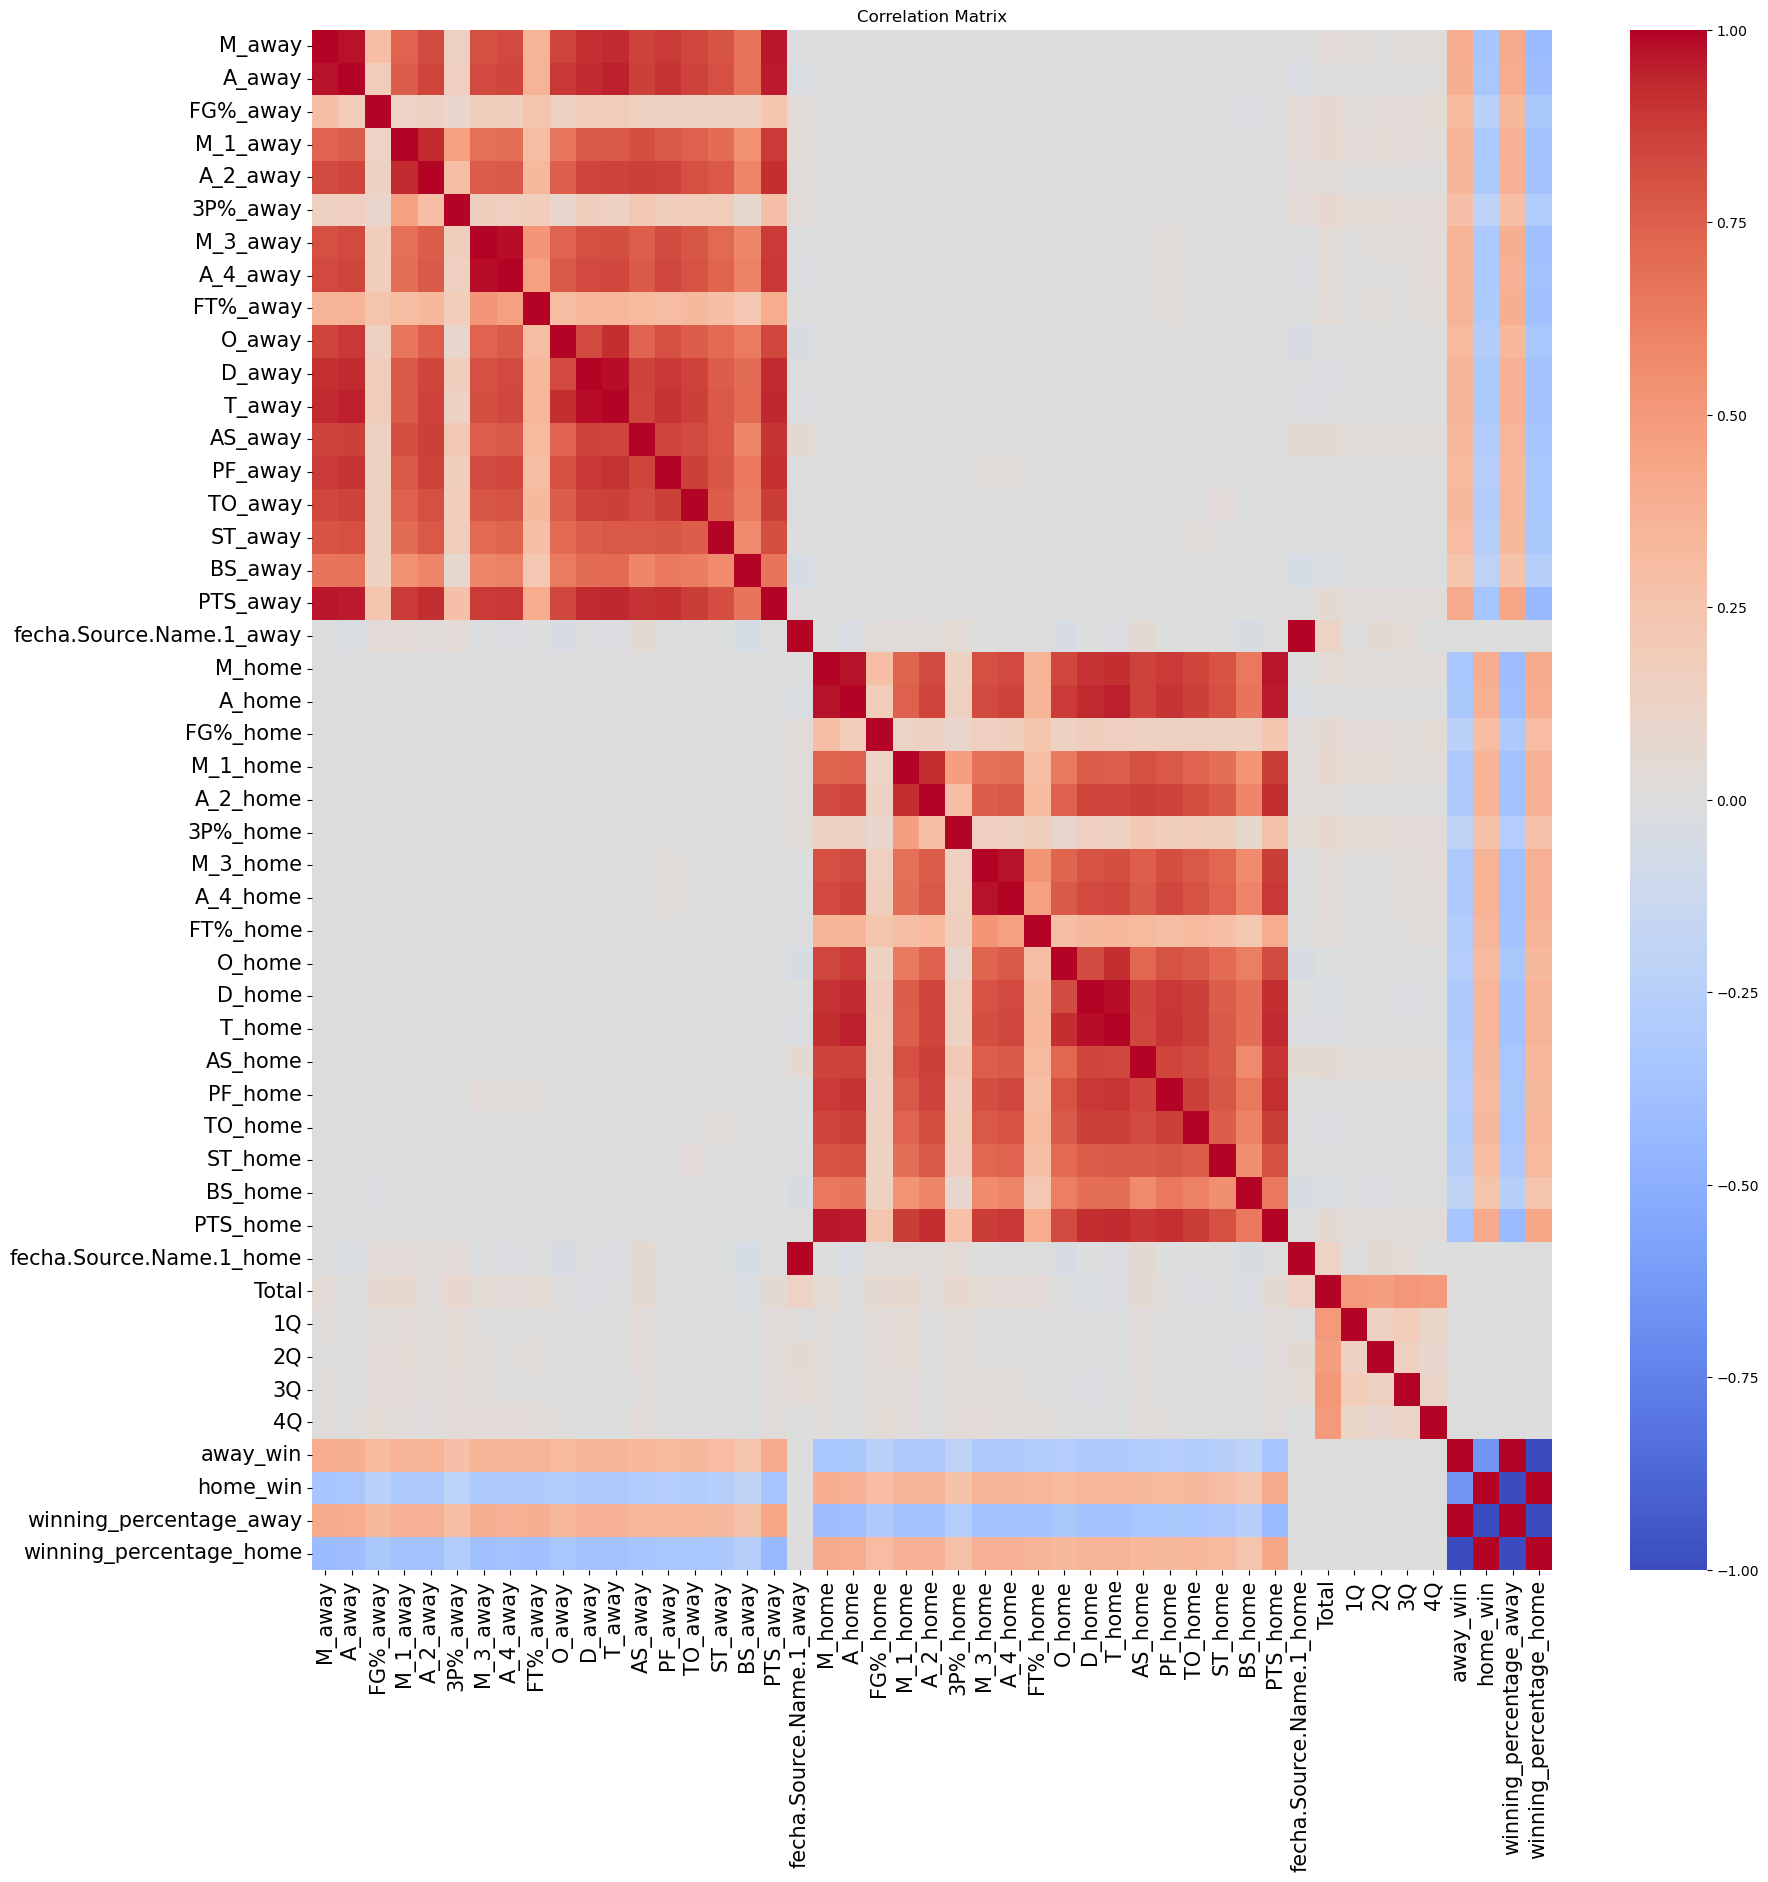 Correlation Matrix
M_away
A_away
FG%_away
M_1_away
A_2_away
3P%_away
M_3_away
A_4_away
FT%_away
O_away
D_away
T_away
AS_away
PF_away
TO_away
ST_away
BS_away
PTS_away
fecha.Source.Name.1_away
M_home
A_home
FG%_home
M_1_home
A_2_home
3P%_home
M_3_home
A_4_home
FT%_home
O_home
D_home
T_home
AS_home
PF_home
TO_home
ST_home
BS_home
PTS_home
fecha.Source.Name.1_home
Total
1Q
2Q
3Q
4Q
away_win
home_win
winning_percentage_away
winning_percentage_home
M_away
A_away
FG%_away
M_1_away
A_2_away
3P%_away
M_3_away
A_4_away
FT%_away
O_away
D_away
T_away
AS_away
PF_away
TO_away
ST_away
BS_away
PTS_away
fecha.Source.Name.1_away
M_home
A_home
FG%_home
M_1_home
A_2_home
3P%_home
M_3_home
A_4_home
FT%_home
O_home
D_home
T_home
AS_home
PF_home
TO_home
ST_home
BS_home
PTS_home
fecha.Source.Name.1_home
Total
1Q
2Q
3Q
4Q
away_win
home_win
winning_percentage_away
winning_percentage_home
1.00
0.75
0.50
0.25
0.00
−0.25
−0.50
−0.75
−1.00